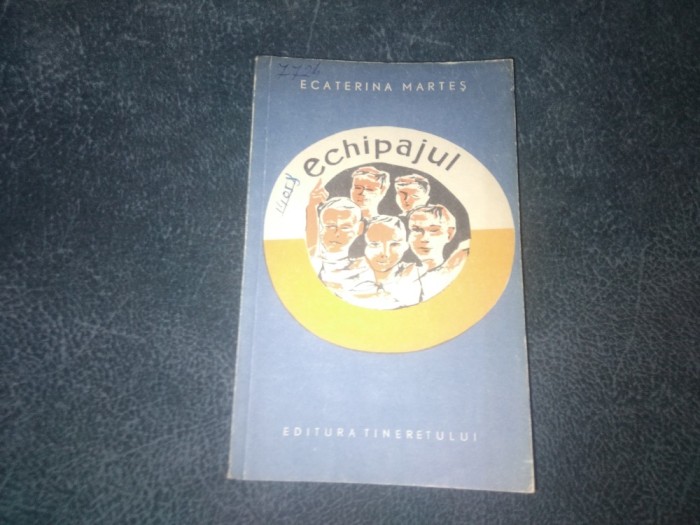 ECATERINA MARTEȘ
echipajul
EDITURA TINERETULUI